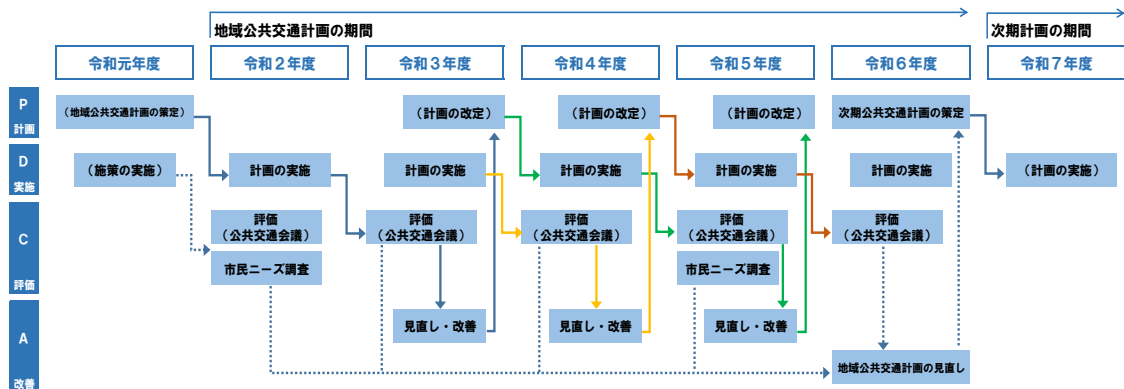 地域公共交通計画の期間
次期計画の期間
令和元年度
令和２年度
令和３年度
令和４年度
令和５年度
令和６年度
令和７年度
P
計画
（地域公共交通計画の策定）
（計画の改定）
（計画の改定）
（計画の改定）
次期公共交通計画の策定
D
実施
（施策の実施）
計画の実施
計画の実施
計画の実施
計画の実施
計画の実施
（計画の実施）
C
評価
評価
（公共交通会議）
評価
（公共交通会議）
評価
（公共交通会議）
評価
（公共交通会議）
評価
（公共交通会議）
市民ニーズ調査
市民ニーズ調査
A
改善
見直し・改善
見直し・改善
見直し・改善
地域公共交通計画の見直し